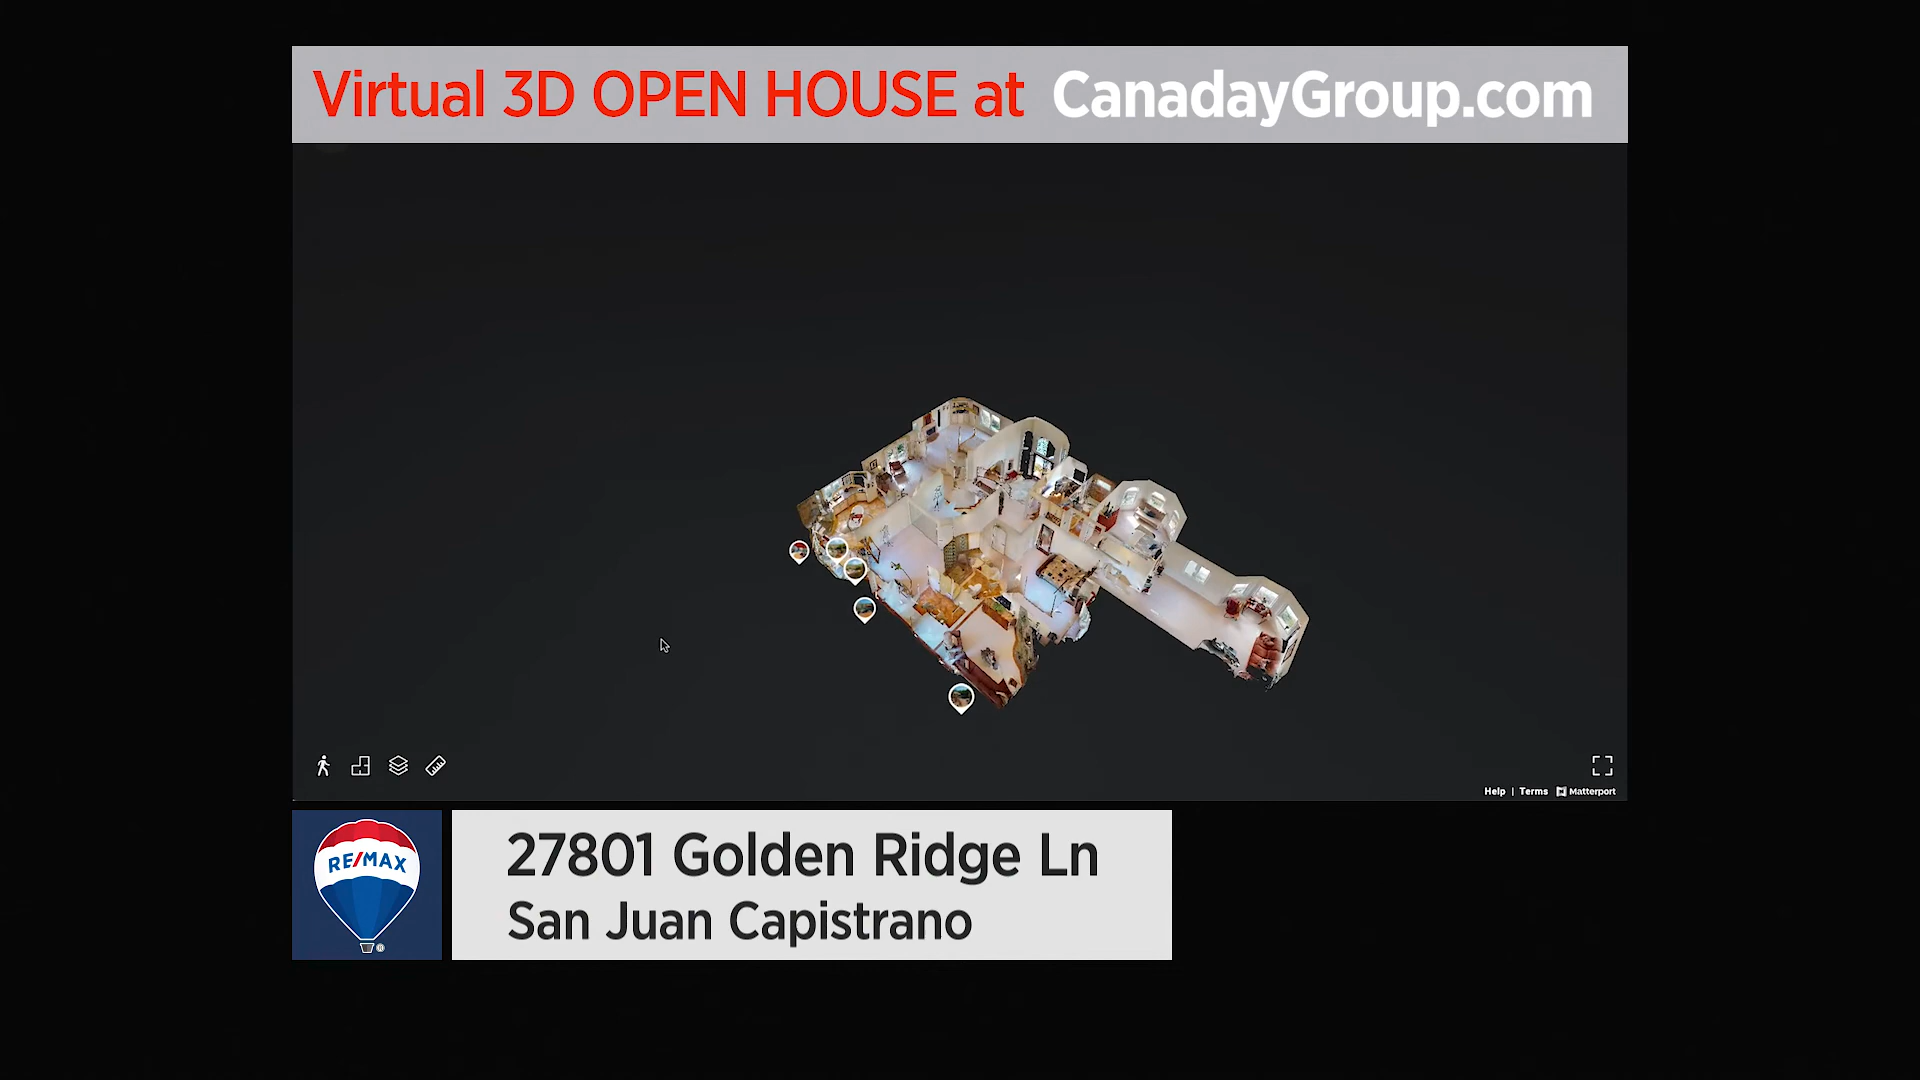 Virtual 3D OPEN HOUSE at CanadayGroup.com
Help | Terms Matterport
RE/MAX
®
27801 Golden Ridge Ln
San Juan Capistrano